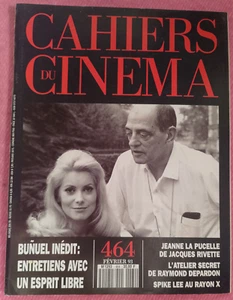 CAHIERS
DU
CINEMA
BUÑUEL INÉDIT:
ENTRETIENS AVEC
UN ESPRIT LIBRE
464
FÉVRIER 93
JEANNE LA PUCELLE
DE JACQUES RIVETTE
L'ATELIER SECRET
DE RAYMOND DEPARDON
SPIKE LEE AU RAYON X